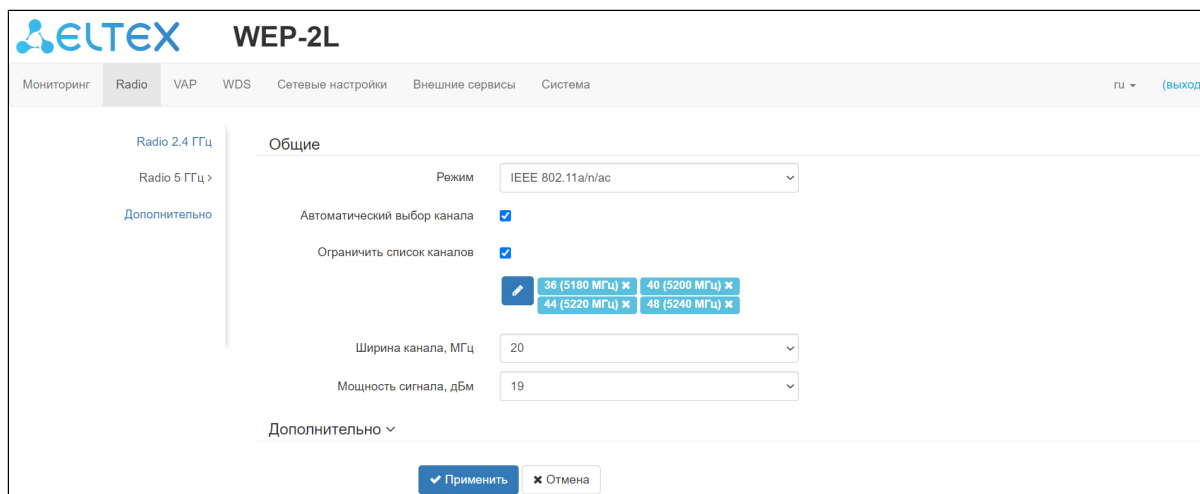 ELTEX WEP-2L
Мониторинг Radio VAP WDS Сетевые настройки Внешние сервисы Система ru (выход
Radio 2.4 ГГц
Общие
Radio 5 ГГц >
Режим IEEE 802.11a/n/ac
Дополнительно
Автоматический выбор канала
Ограничить список каналов
36 (5180 МГц) ✖ 40 (5200 МГц) ✖
44 (5220 МГц) ✖ 48 (5240 МГц) ✖
Ширина канала, МГц 20
Мощность сигнала, дБм 19
Дополнительно
✔ Применить ✖ Отмена